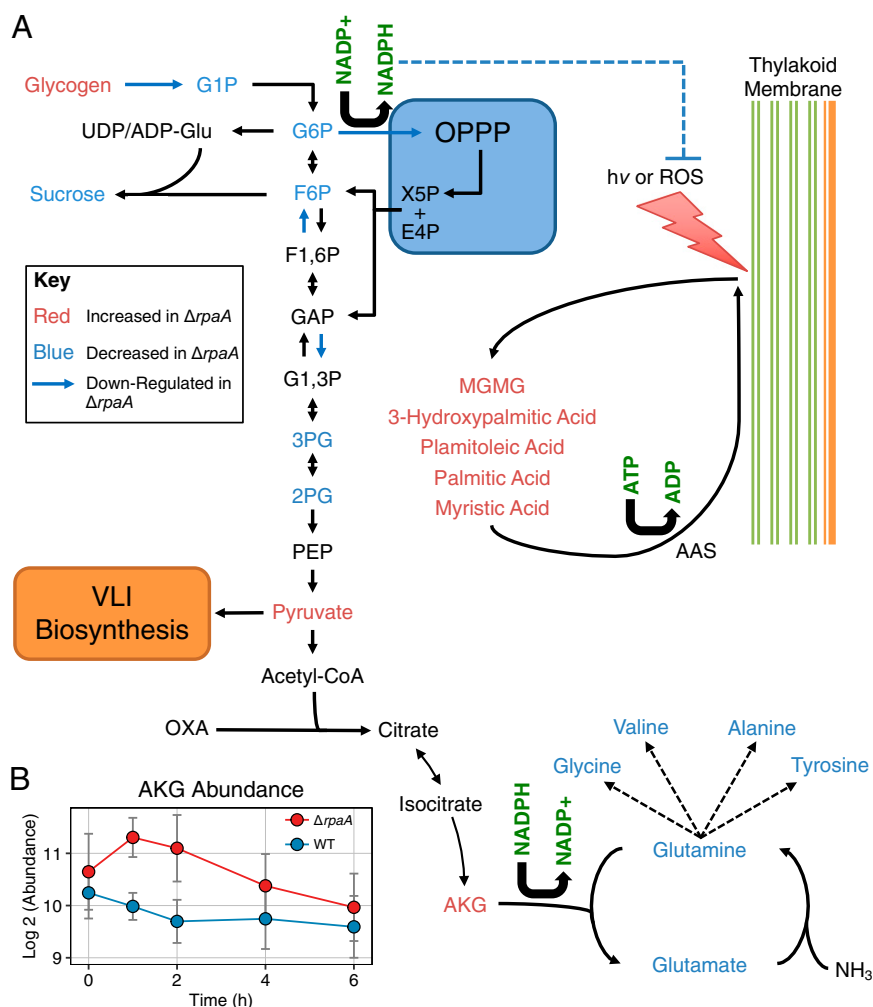 A
Glycogen
G1P
NADP+
NADPH
Thylakoid
Membrane
UDP/ADP-Glu
G6P
OPPP
Sucrose
F6P
X5P
+
E4P
hv or ROS
F1,6P
Key
Red Increased in ΔrpaA
Blue Decreased in ΔrpaA
Down-Regulated in
ΔrpaA
GAP
G1,3P
3PG
2PG
PEP
MGMG
3-Hydroxypalmitic Acid
Plamitoleic Acid
Palmitic Acid
Myristic Acid
ATP
ADP
AAS
VLI
Biosynthesis
Pyruvate
Acetyl-CoA
OXA
Citrate
Isocitrate
AKG
NADPH
NADP+
Glycine
Valine
Alanine
Tyrosine
Glutamine
Glutamate
NH3
B
AKG Abundance
ΔrpaA
WT
Log 2 (Abundance)
11
10
9
0 2 4 6
Time (h)